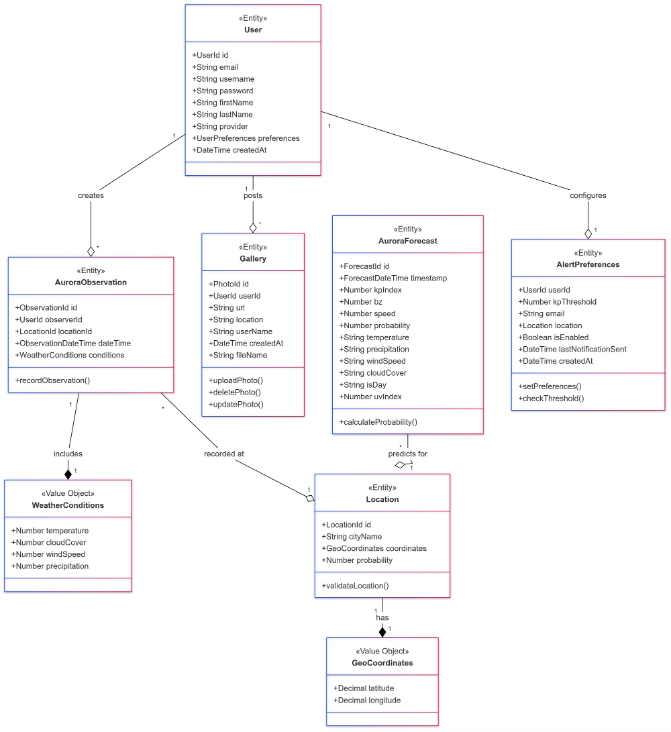 «Entity»
User
+UserId id
+String email
+String username
+String password
+String firstName
+String lastName
+String provider
+UserPreferences preferences
+DateTime createdAt
1
creates
*
1
posts
*
1
configures
1
«Entity»
AuroraObservation
+ObservationId id
+UserId observerId
+LocationId locationId
+ObservationDateTime dateTime
+WeatherConditions conditions
+recordObservation()
«Entity»
Gallery
+PhotoId id
+UserId userId
+String url
+String location
+String userName
+DateTime createdAt
+String fileName
+uploadPhoto()
+deletePhoto()
+updatePhoto()
«Entity»
AuroraForecast
+ForecastId id
+ForecastDateTime timestamp
+Number kpIndex
+Number bz
+Number speed
+Number probability
+String temperature
+String precipitation
+String windSpeed
+String cloudCover
+String isDay
+Number uvIndex
+calculateProbability()
«Entity»
AlertPreferences
+UserId userId
+Number kpThreshold
+String email
+Location location
+Boolean isEnabled
+DateTime lastNotificationSent
+DateTime createdAt
+setPreferences()
+checkThreshold()
1
includes
1
*
recorded at
1
*
predicts for
1
«Value Object»
WeatherConditions
+Number temperature
+Number cloudCover
+Number windSpeed
+Number precipitation
«Entity»
Location
+LocationId id
+String cityName
+GeoCoordinates coordinates
+Number probability
+validateLocation()
1
has
1
«Value Object»
GeoCoordinates
+Decimal latitude
+Decimal longitude